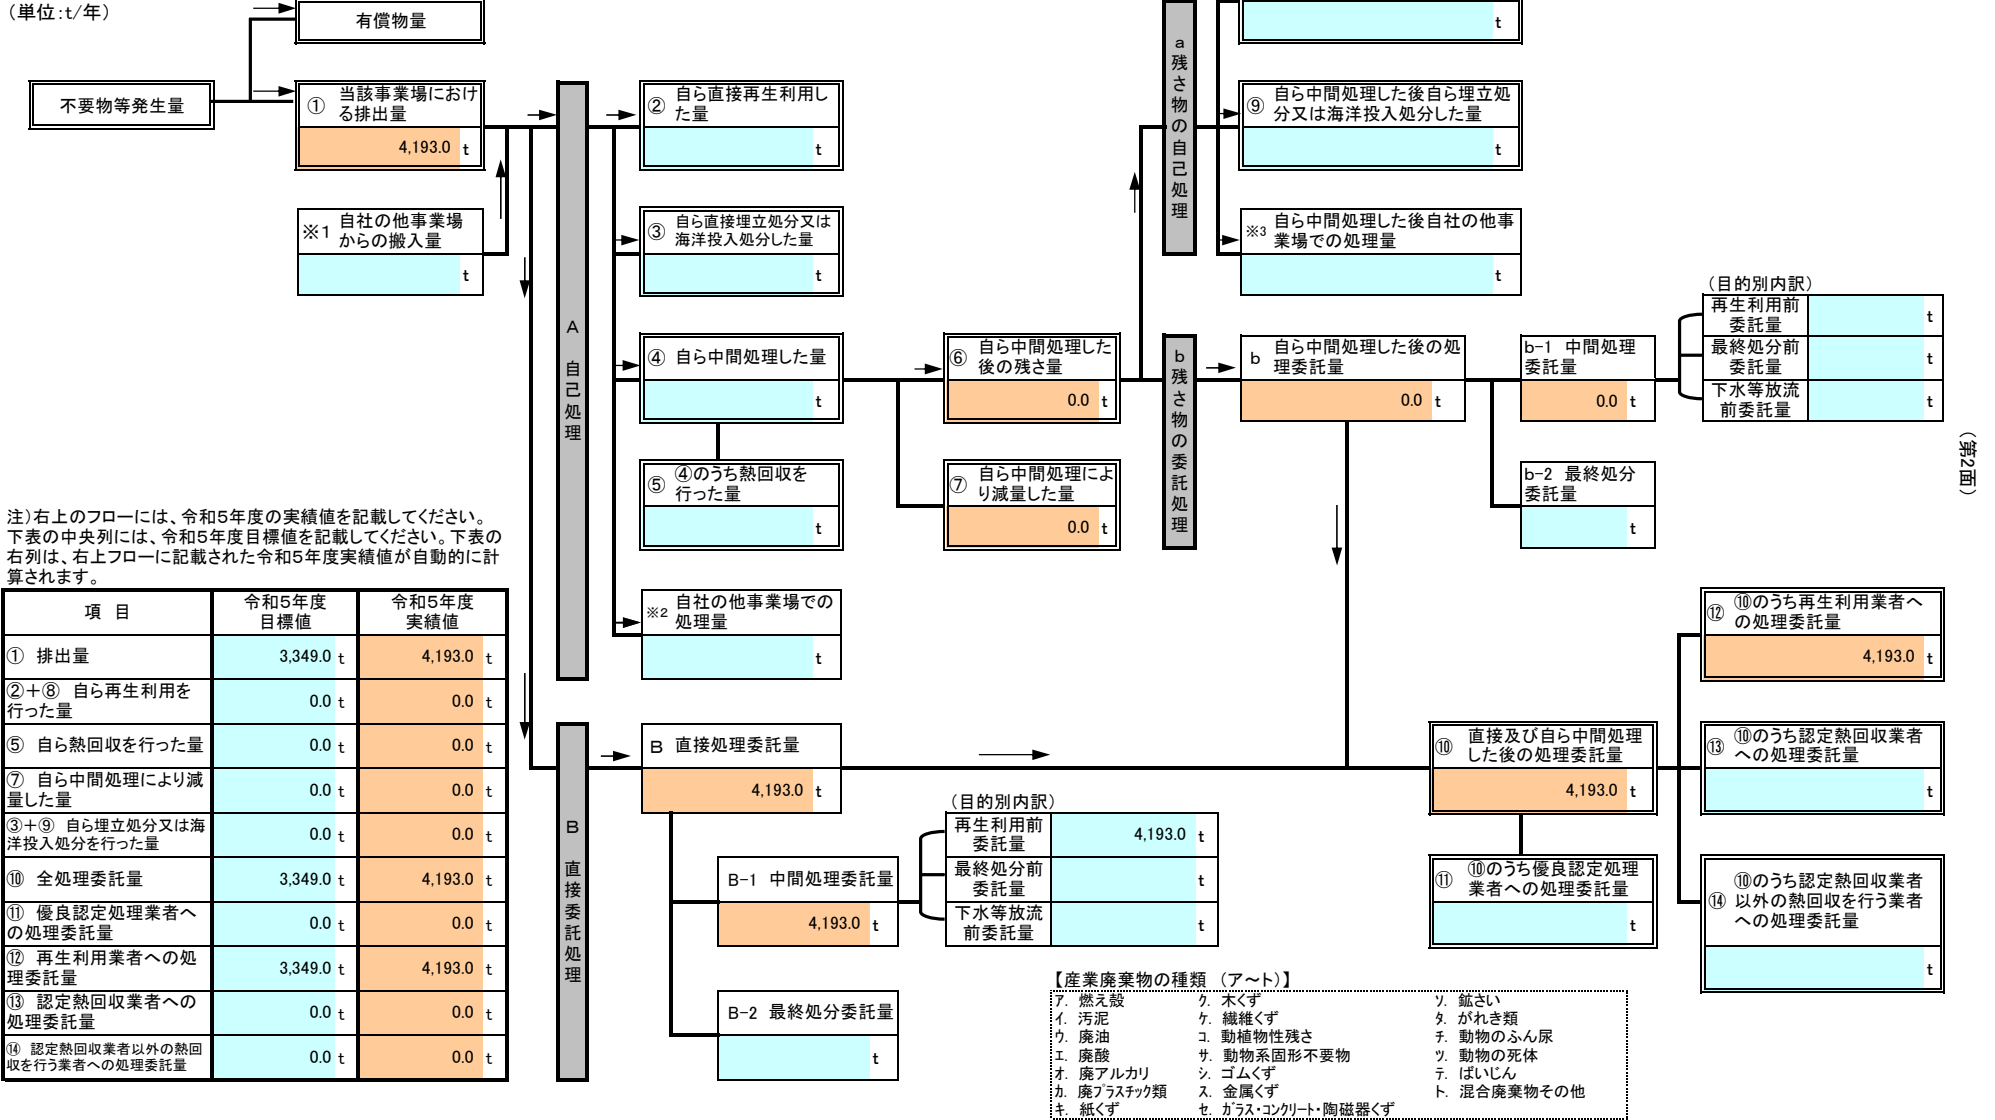 （単位：t/年）
有償物量
不要物等発生量
① 当該事業場におけ
る排出量
4,193.0 t
※1 自社の他事業場
からの搬入量
t
A 自己処理
② 自ら直接再生利用し
た量
t
③ 自ら直接埋立処分又は
海洋投入処分した量
t
④ 自ら中間処理した量
t
⑤ ④のうち熱回収を
行った量
t
※2 自社の他事業場での
処理量
t
⑥ 自ら中間処理した
後の残さ量
0.0 t
⑦ 自ら中間処理によ
り減量した量
0.0 t
a 残さ物の自己処理
t
⑨ 自ら中間処理した後自ら埋立処
分又は海洋投入処分した量
t
※3 自ら中間処理した後自社の他事
業場での処理量
t
b 残さ物の委託処理
b 自ら中間処理した後の処
理委託量
0.0 t
b-1 中間処理
委託量
0.0 t
b-2 最終処分
委託量
t
（目的別内訳）
再生利用前
委託量
t
最終処分前
委託量
t
下水等放流
前委託量
t
（第2面）
注）右上のフローには、令和5年度の実績値を記載してください。
下表の中央列には、令和5年度目標値を記載してください。下表の
右列は、右上フローに記載された令和5年度実績値が自動的に計
算されます。
項 目 令和5年度 目標値 令和5年度 実績値
① 排出量 3,349.0 t 4,193.0 t
②＋⑧ 自ら再生利用を
行った量 0.0 t 0.0 t
⑤ 自ら熱回収を行った量 0.0 t 0.0 t
⑦ 自ら中間処理により減
量した量 0.0 t 0.0 t
③＋⑨ 自ら埋立処分又は海
洋投入処分を行った量 0.0 t 0.0 t
⑩ 全処理委託量 3,349.0 t 4,193.0 t
⑪ 優良認定処理業者へ
の処理委託量 0.0 t 0.0 t
⑫ 再生利用業者への処
理委託量 3,349.0 t 4,193.0 t
⑬ 認定熱回収業者への
処理委託量 0.0 t 0.0 t
⑭ 認定熱回収業者以外の熱回
収を行う業者への処理委託量 0.0 t 0.0 t
B 直接委託処理
B 直接処理委託量
4,193.0 t
B-1 中間処理委託量
4,193.0 t
B-2 最終処分委託量
t
（目的別内訳）
再生利用前
委託量
4,193.0 t
最終処分前
委託量
t
下水等放流
前委託量
t
⑩ 直接及び自ら中間処理
した後の処理委託量
4,193.0 t
⑪ ⑩のうち優良認定処理
業者への処理委託量
t
⑫ ⑩のうち再生利用業者へ
の処理委託量
4,193.0 t
⑬ ⑩のうち認定熱回収業者
への処理委託量
t
⑭ ⑩のうち認定熱回収業者
以外の熱回収を行う業者
への処理委託量
t
【産業廃棄物の種類 （ア～ト）】
ア. 燃え殻 ク. 木くず ソ. 鉱さい
イ. 汚泥 ケ. 繊維くず タ. がれき類
ウ. 廃油 コ. 動植物性残さ チ. 動物のふん尿
エ. 廃酸 サ. 動物系固形不要物 ツ. 動物の死体
オ. 廃アルカリ シ. ゴムくず テ. ばいじん
カ. 廃プラスチック類 ス. 金属くず ト. 混合廃棄物その他
キ. 紙くず セ. ガラス・コンクリート・陶磁器くず